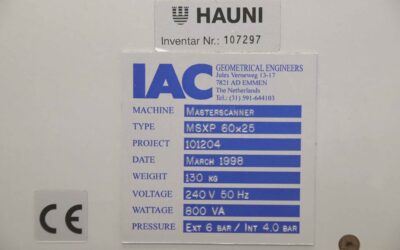 HAUNI
Inventar Nr.: 107297
IAC GEOMETRICAL ENGINEERS
Jules Verneweg 13-17
7821 AD EMMEN
The Netherlands
Tel.: (31) 591-644103
MACHINE MASTERSCANNER
TYPE MSXP 60x25
PROJECT 101204
DATE MARCH 1998
WEIGHT 130 KG
VOLTAGE 240 V 50 Hz
WATTAGE 800 VA
PRESSURE EXT 6 BAR / INT 4.0 BAR
CE